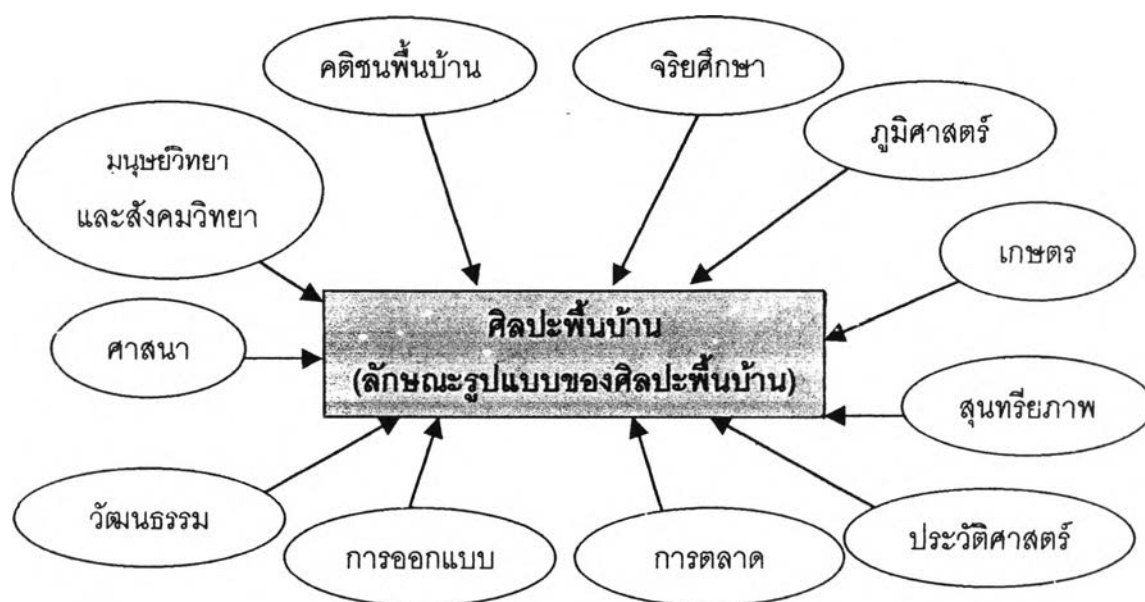 คติชนพื้นบ้าน
จริยศึกษา
ภูมิศาสตร์
มนุษย์วิทยา
และสังคมวิทยา
เกษตร
ศิลปะพื้นบ้าน
(ลักษณะรูปแบบของศิลปะพื้นบ้าน)
ศาสนา
สุนทรียภาพ
วัฒนธรรม
การออกแบบ
การตลาด
ประวัติศาสตร์